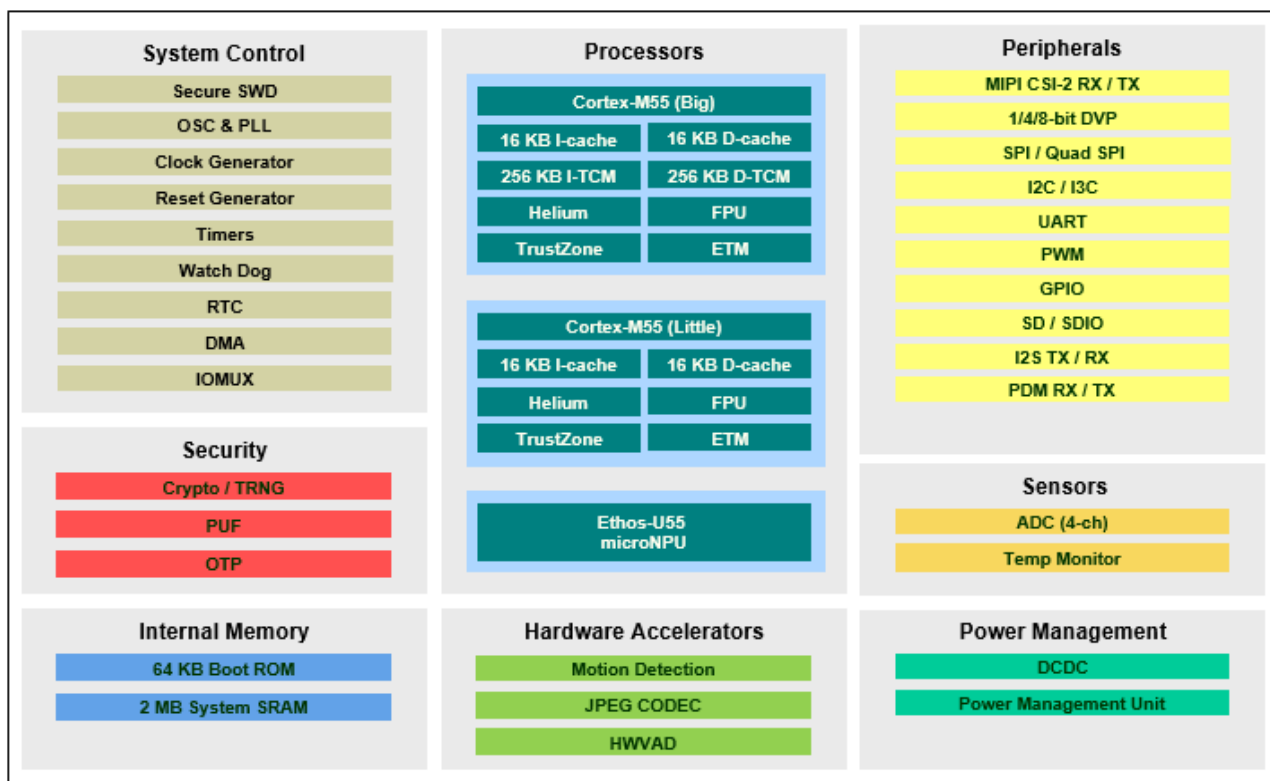 System Control
Secure SWD
OSC & PLL
Clock Generator
Reset Generator
Timers
Watch Dog
RTC
DMA
IOMUX
Security
Crypto / TRNG
PUF
OTP
Internal Memory
64 KB Boot ROM
2 MB System SRAM
Processors
Cortex-M55 (Big)
16 KB I-cache 16 KB D-cache
256 KB I-TCM 256 KB D-TCM
Helium FPU
TrustZone ETM
Cortex-M55 (Little)
16 KB I-cache 16 KB D-cache
Helium FPU
TrustZone ETM
Ethos-U55
microNPU
Hardware Accelerators
Motion Detection
JPEG CODEC
HWVAD
Peripherals
MIPI CSI-2 RX / TX
1/4/8-bit DVP
SPI / Quad SPI
I2C / I3C
UART
PWM
GPIO
SD / SDIO
I2S TX / RX
PDM RX / TX
Sensors
ADC (4-ch)
Temp Monitor
Power Management
DCDC
Power Management Unit